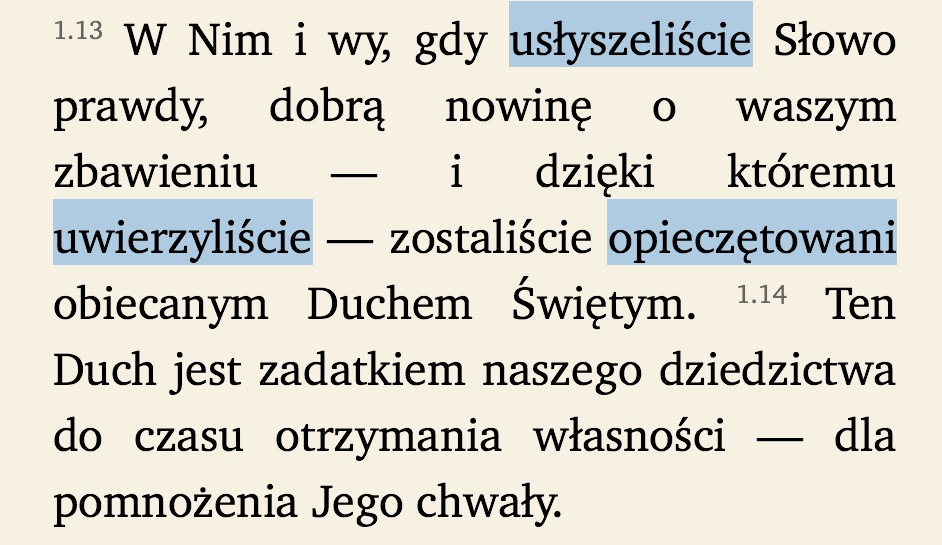 1.13 W Nim i wy, gdy usłyszeliście Słowo
prawdy, dobrą nowinę o waszym
zbawieniu — i dzięki któremu
uwierzyliście — zostaliście opieczętowani
obiecanym Duchem Świętym. 1.14 Ten
Duch jest zadatkiem naszego dziedzictwa
do czasu otrzymania własności — dla
pomnożenia Jego chwały.